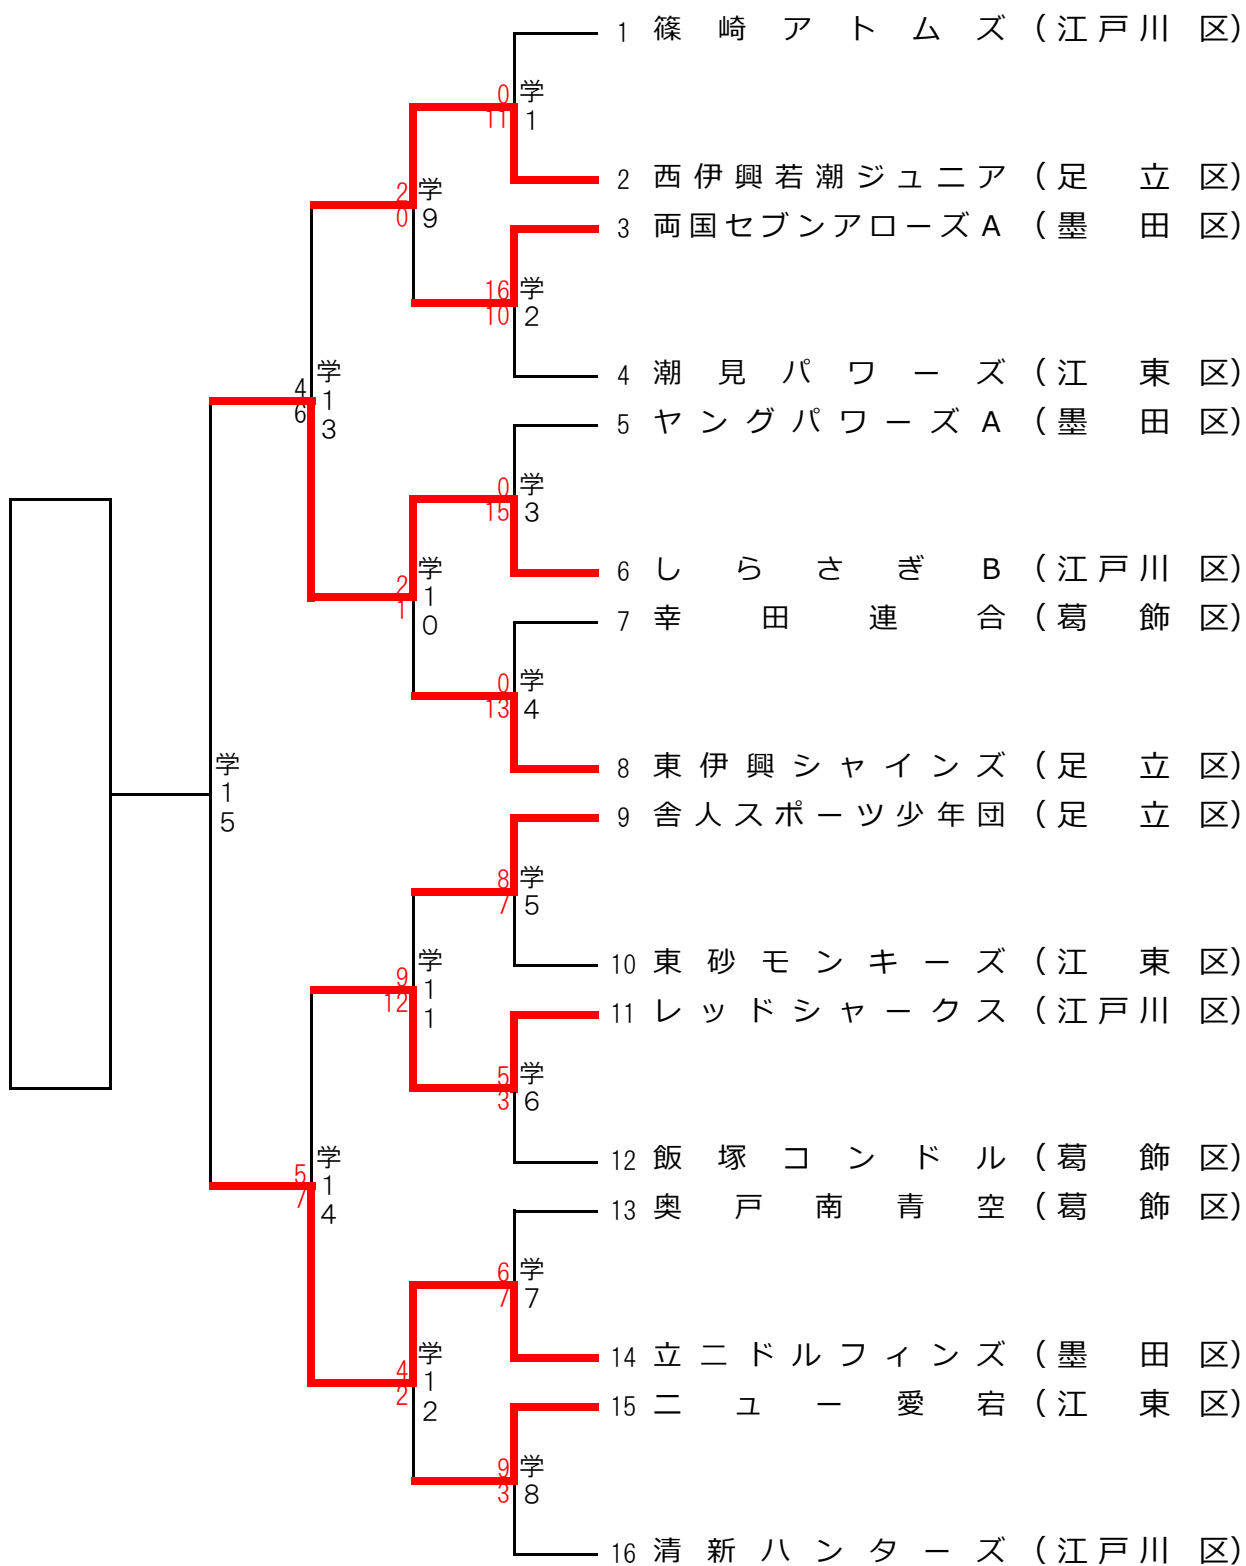 1 篠崎アトムズ (江戸川区)
0 学1
11
2 西伊興若潮ジュニア (足立区)
2 学9
0
3 両国セブンアローズA (墨田区)
16 学2
10
4 潮見パワーズ (江東区)
4 学13
6
5 ヤングパワーズA (墨田区)
0 学3
15
6 しらさぎB (江戸川区)
2 学10
1
7 幸田連合 (葛飾区)
0 学4
13
8 東伊興シャインズ (足立区)
学15
9 舎人スポーツ少年団 (足立区)
8 学5
7
10 東砂モンキーズ (江東区)
9 学11
12
11 レッドシャークス (江戸川区)
5 学6
3
12 飯塚コンドル (葛飾区)
5 学14
7
13 奥戸南青空 (葛飾区)
6 学7
7
14 立二ドルフィンズ (墨田区)
4 学12
2
15 ニュー愛宕 (江東区)
9 学8
3
16 清新ハンターズ (江戸川区)